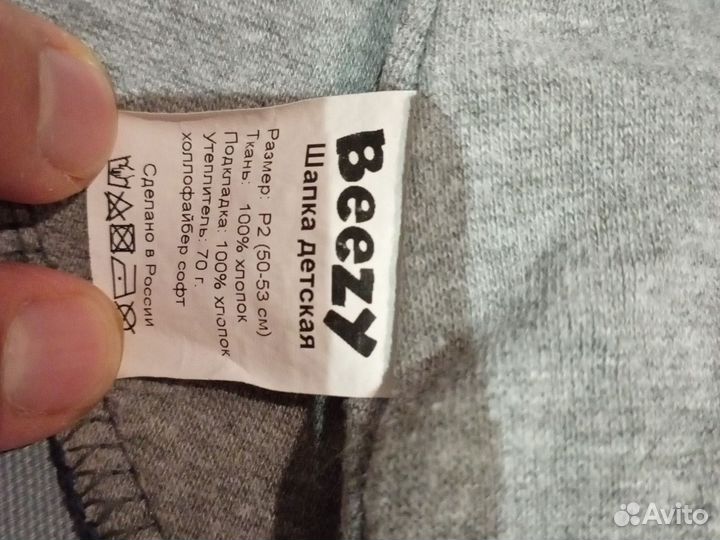 Beezy
Шапка детская
Размер: Р2 (50-53 см)
Ткань: 100% хлопок
Подкладка: 100% хлопок
Утеплитель: 70 г.
холлофайбер софт
Сделано в России
Avito